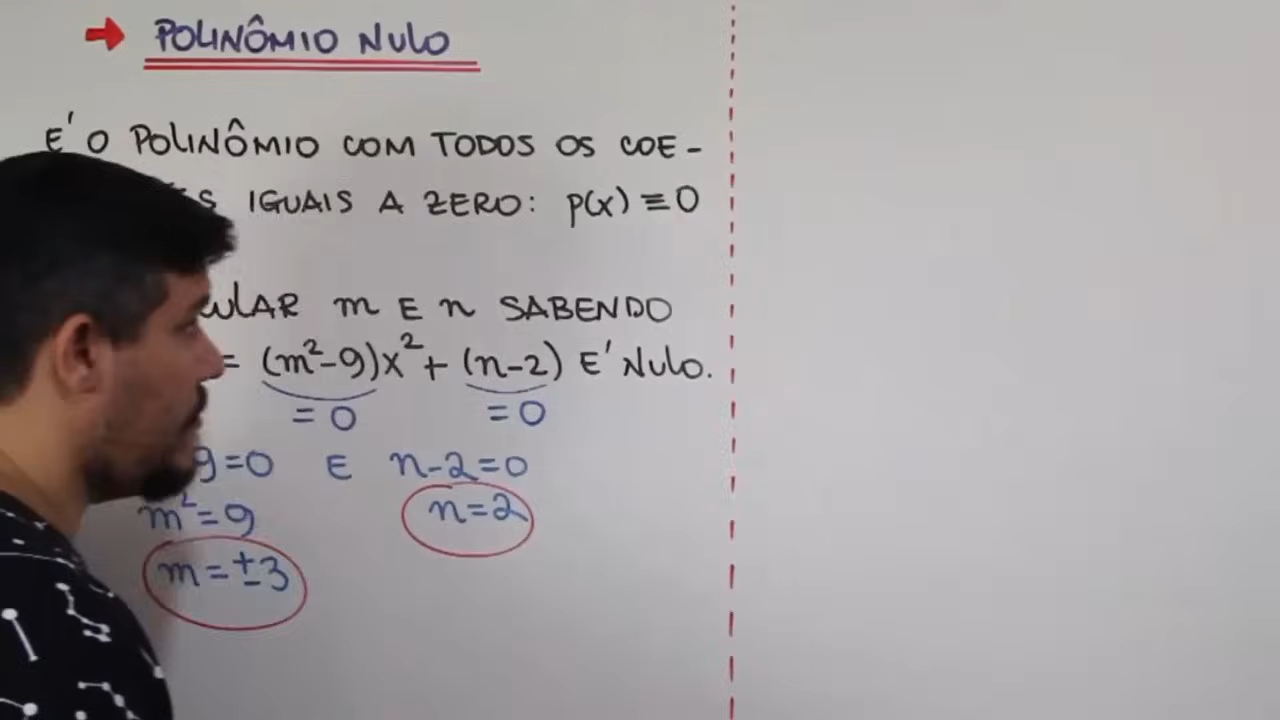 POLINÔMIO NULO
É O POLINÔMIO COM TODOS OS COE-
IGUAIS A ZERO: p(x) ≡ 0
m E n SABENDO
= (m²-9)x² + (n-2) É NULO.
= 0 = 0
9=0 E n-2=0
m²=9 n=2
m=±3